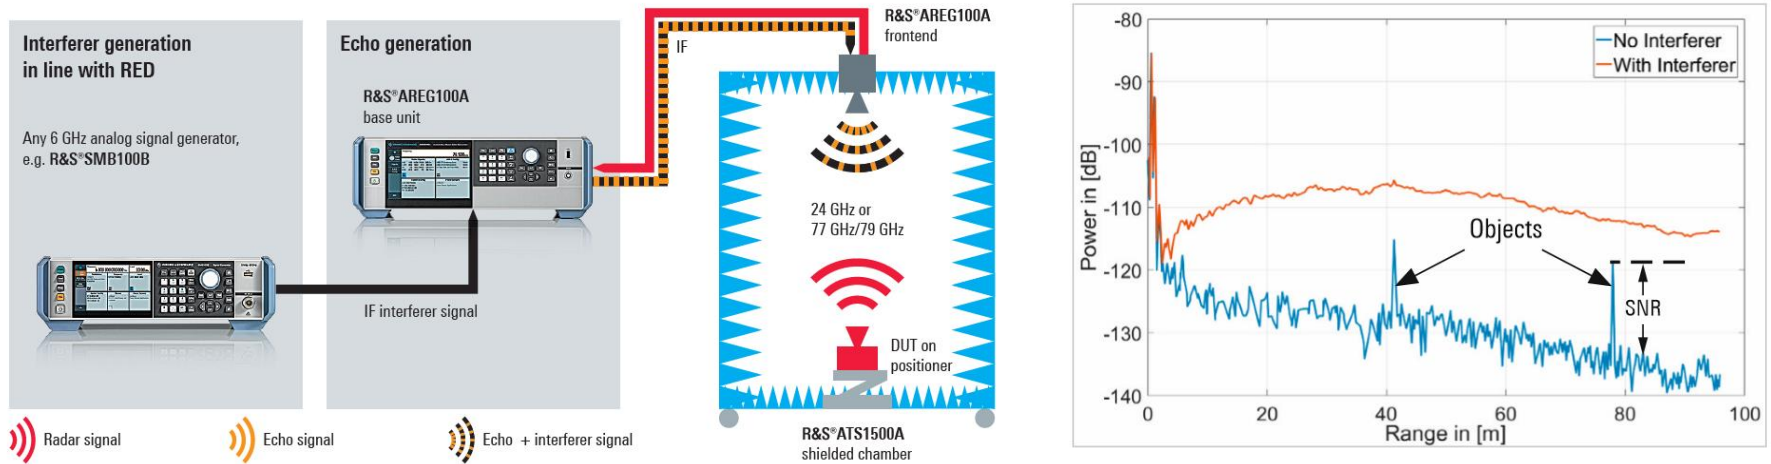 Interferer generation
in line with RED
Any 6 GHz analog signal generator,
e.g. R&S®SMB100B
Echo generation
R&S®AREG100A
base unit
IF interferer signal
IF
R&S®AREG100A
frontend
24 GHz or
77 GHz/79 GHz
DUT on
positioner
R&S®ATS1500A
shielded chamber
Radar signal
Echo signal
Echo + interferer signal
No Interferer
With Interferer
Objects
SNR
Power in [dB]
-80
-90
-100
-110
-120
-130
-140
0 20 40 60 80 100
Range in [m]